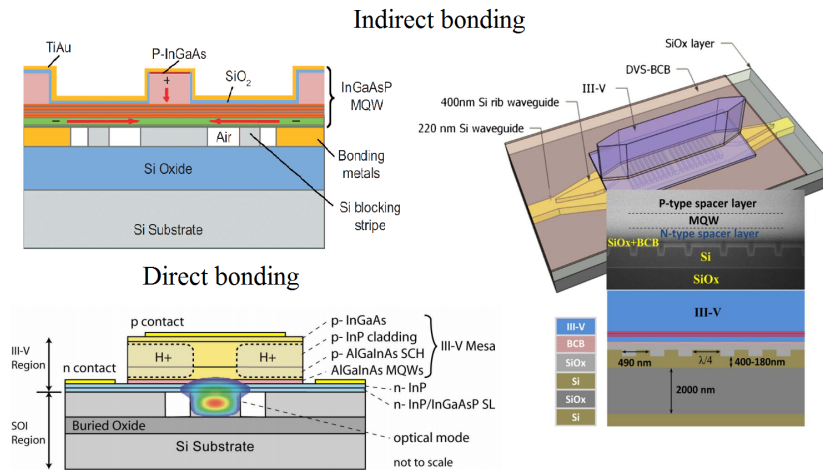 Indirect bonding
TiAu
P-InGaAs
SiO2
+
InGaAsP
MQW
−
−
Air
Bonding
metals
Si Oxide
Si blocking
stripe
Si Substrate
SiOx layer
DVS-BCB
III-V
400nm Si rib waveguide
220 nm Si waveguide
P-type spacer layer
MQW
N-type spacer layer
SiOx+BCB
Si
SiOx
III-V
III-V
BCB
SiOx
Si
SiOx
Si
490 nm
λ/4
400-180nm
2000 nm
Direct bonding
p contact
p- InGaAs
p- InP cladding
p- AlGaInAs SCH
AlGaInAs MQWs
III-V Mesa
III-V
Region
H+
H+
n contact
n- InP
n- InP/InGaAsP SL
SOI
Region
Buried Oxide
optical mode
Si Substrate
not to scale